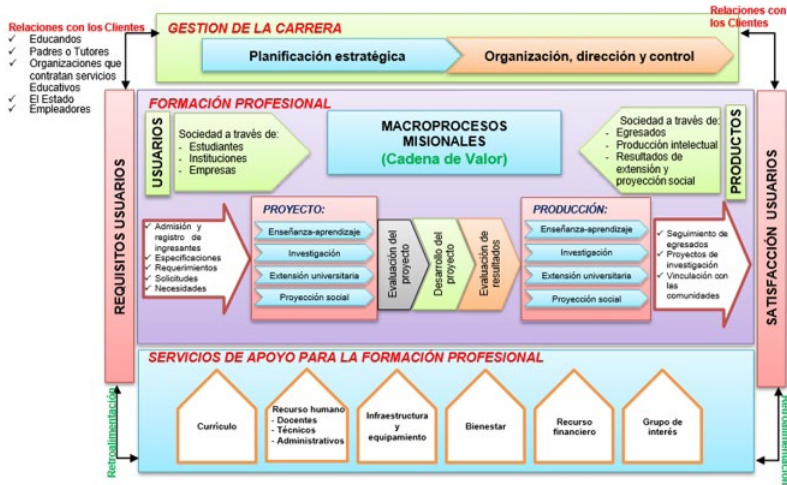 Relaciones con los Clientes
✓ Educandos
✓ Padres o Tutores
✓ Organizaciones que
contratan servicios
Educativos
✓ El Estado
✓ Empleadores
Relaciones con
los Clientes
GESTION DE LA CARRERA
Planificación estratégica
Organización, dirección y control
REQUISITOS USUARIOS
FORMACIÓN PROFESIONAL
USUARIOS
Sociedad a través de:
- Estudiantes
- Instituciones
- Empresas
MACROPROCESOS
MISIONALES
(Cadena de Valor)
Sociedad a través de:
- Egresados
- Producción intelectual
- Resultados de
extensión y
proyección social
PRODUCTOS
SATISFACCIÓN USUARIOS
✓ Admisión y
registro de
ingresantes
✓ Especificaciones
✓ Requerimientos
✓ Solicitudes
✓ Necesidades
PROYECTO:
Enseñanza-aprendizaje
Investigación
Extensión universitaria
Proyección social
Evaluación del
proyecto
Desarrollo del
proyecto
Evaluación de
resultados
PRODUCCIÓN:
Enseñanza-aprendizaje
Investigación
Extensión universitaria
Proyección social
✓ Seguimiento de
egresados
✓ Proyectos de
investigación
✓ Vinculación con
las
comunidades
SERVICIOS DE APOYO PARA LA FORMACIÓN PROFESIONAL
Retroalimentación
Currículo
Recurso humano
- Docentes
- Técnicos
- Administrativos
Infraestructura
y
equipamiento
Bienestar
Recurso
financiero
Grupo de
interés
Retroalimentación